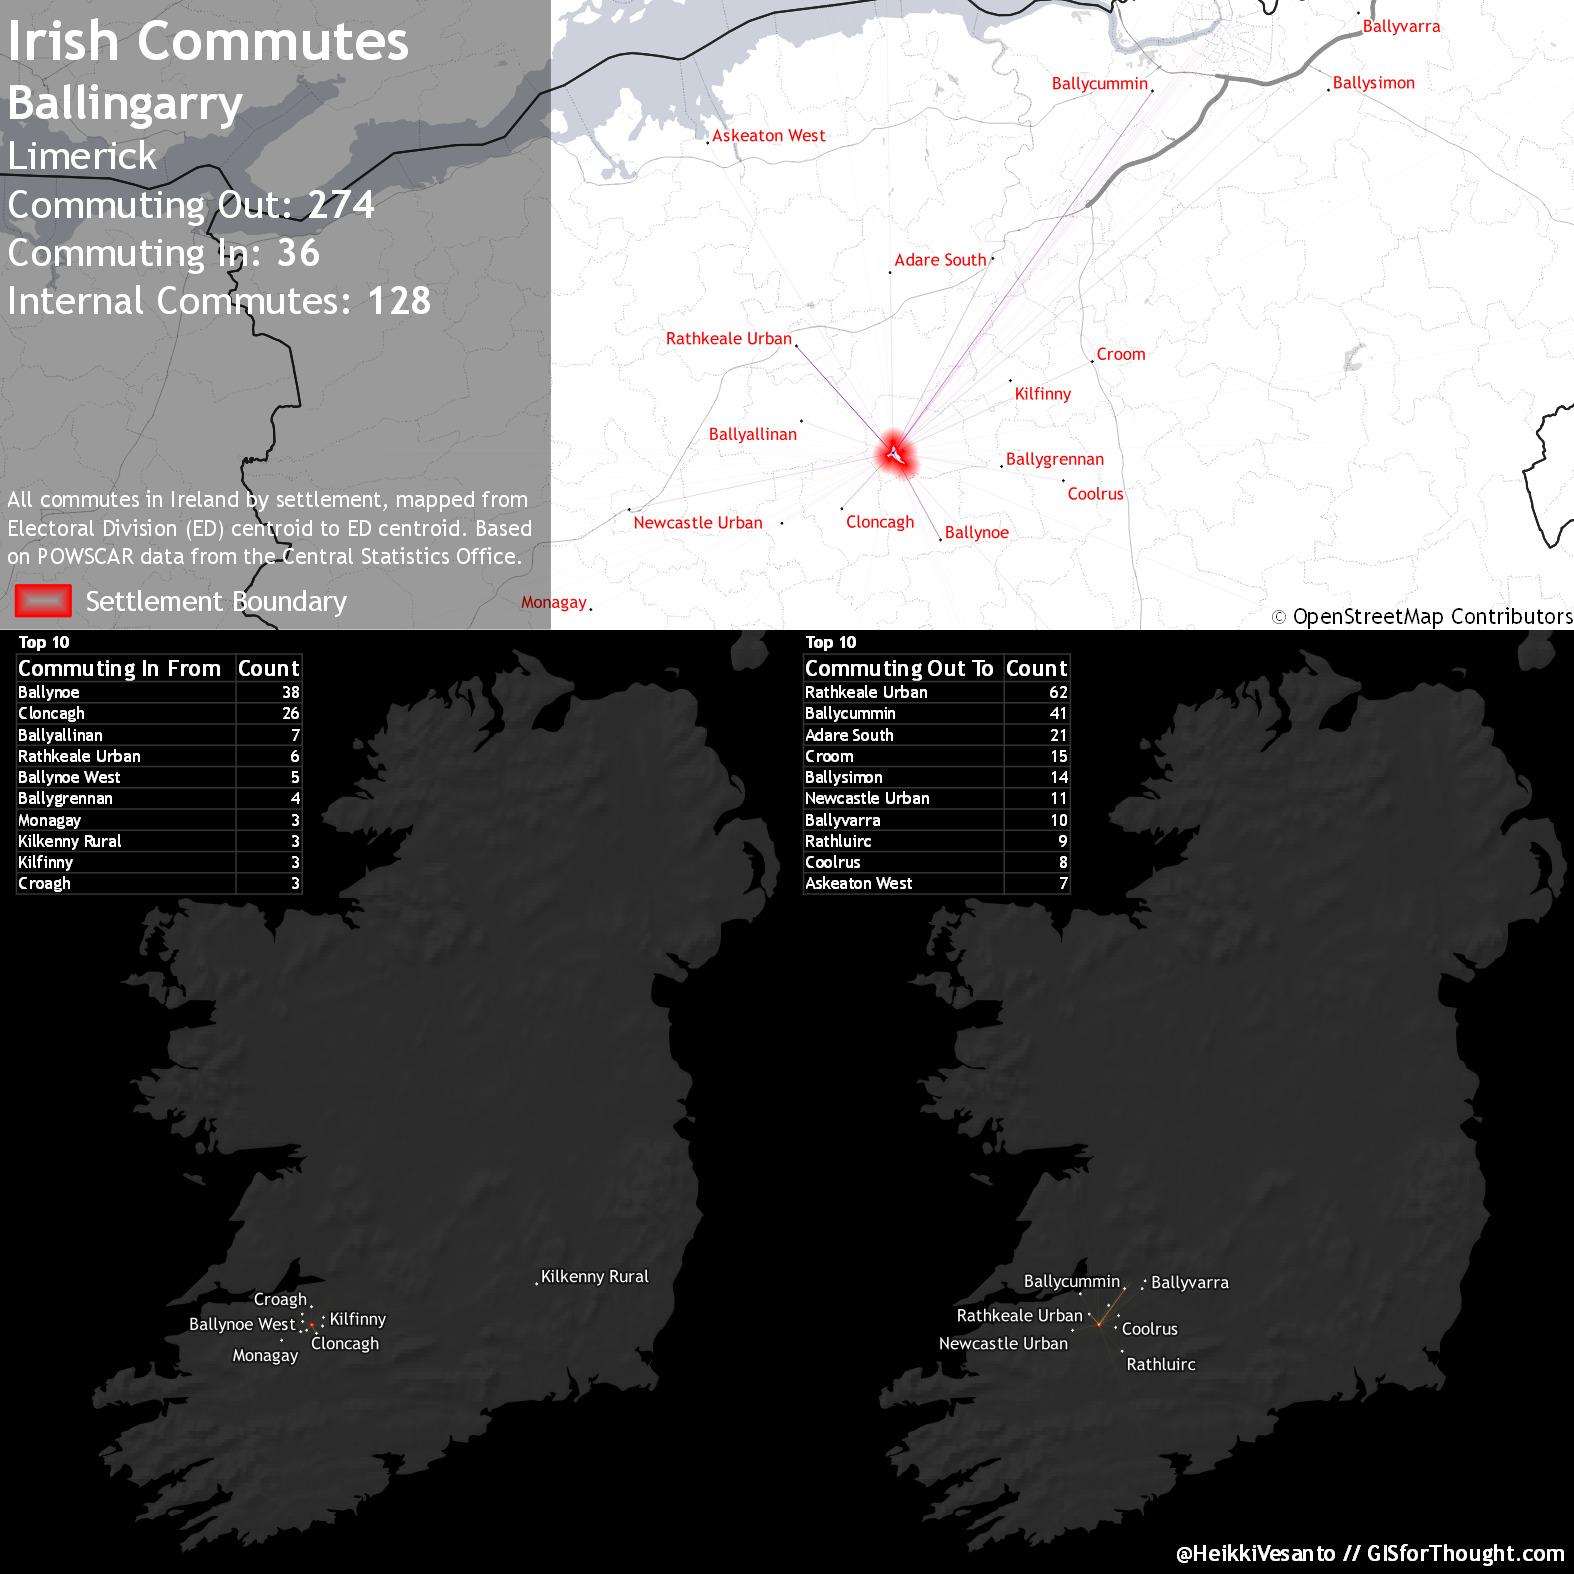 Irish Commutes
Ballingarry
Limerick
Commuting Out: 274
Commuting In: 36
Internal Commutes: 128
All commutes in Ireland by settlement, mapped from
Electoral Division (ED) centroid to ED centroid. Based
on POWSCAR data from the Central Statistics Office.
Settlement Boundary
Ballyvarra
Ballycummin
Ballysimon
Askeaton West
Adare South
Rathkeale Urban
Croom
Kilfinny
Ballyallinan
Ballygrennan
Coolrus
Newcastle Urban
Cloncagh
Ballynoe
Monagay
© OpenStreetMap Contributors
Top 10
Commuting In From Count
Ballynoe 38
Cloncagh 26
Ballyallinan 7
Rathkeale Urban 6
Ballynoe West 5
Ballygrennan 4
Monagay 3
Kilkenny Rural 3
Kilfinny 3
Croagh 3
Kilkenny Rural
Croagh
Kilfinny
Ballynoe West
Cloncagh
Monagay
Top 10
Commuting Out To Count
Rathkeale Urban 62
Ballycummin 41
Adare South 21
Croom 15
Ballysimon 14
Newcastle Urban 11
Ballyvarra 10
Rathluirc 9
Coolrus 8
Askeaton West 7
Ballycummin
Ballyvarra
Rathkeale Urban
Coolrus
Newcastle Urban
Rathluirc
@HeikkiVesanto // GISforThought.com